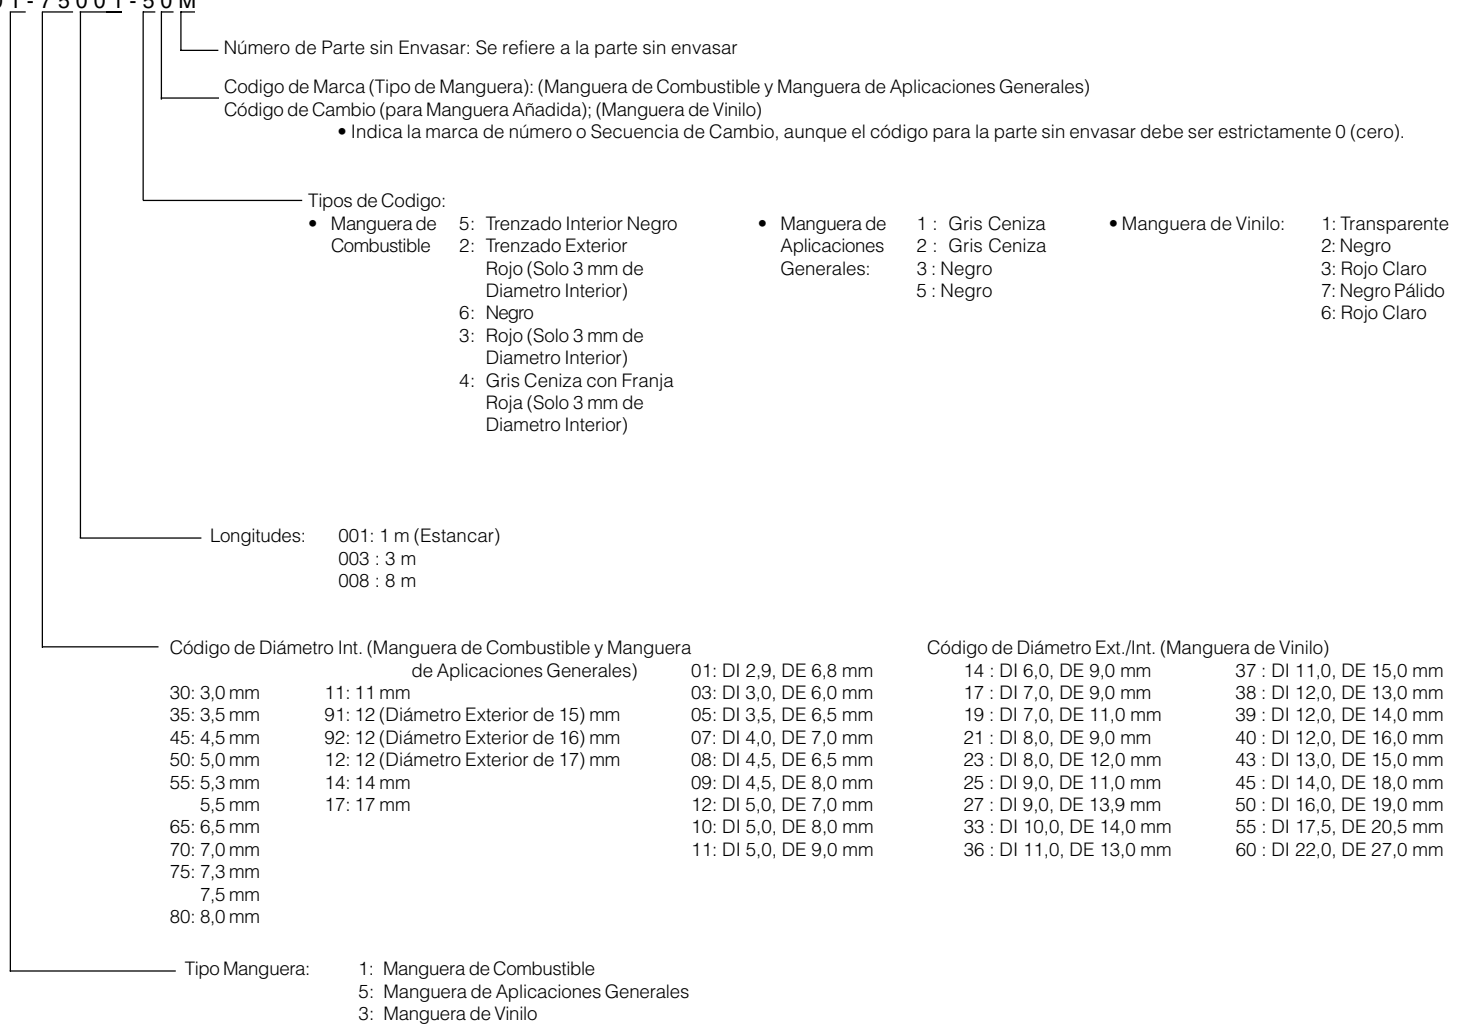 1 - 7 5 0 0 1 - 5 0 M
Número de Parte sin Envasar: Se refiere a la parte sin envasar
Codigo de Marca (Tipo de Manguera): (Manguera de Combustible y Manguera de Aplicaciones Generales)
Código de Cambio (para Manguera Añadida); (Manguera de Vinilo)
• Indica la marca de número o Secuencia de Cambio, aunque el código para la parte sin envasar debe ser estrictamente 0 (cero).
Tipos de Codigo:
• Manguera de Combustible
5: Trenzado Interior Negro
2: Trenzado Exterior
Rojo (Solo 3 mm de
Diametro Interior)
6: Negro
3: Rojo (Solo 3 mm de
Diametro Interior)
4: Gris Ceniza con Franja
Roja (Solo 3 mm de
Diametro Interior)
• Manguera de
Aplicaciones
Generales:
1 : Gris Ceniza
2 : Gris Ceniza
3 : Negro
5 : Negro
• Manguera de Vinilo:
1: Transparente
2: Negro
3: Rojo Claro
7: Negro Pálido
6: Rojo Claro
Longitudes:
001: 1 m (Estancar)
003 : 3 m
008 : 8 m
Código de Diámetro Int. (Manguera de Combustible y Manguera
de Aplicaciones Generales)
30: 3,0 mm
35: 3,5 mm
45: 4,5 mm
50: 5,0 mm
55: 5,3 mm
5,5 mm
65: 6,5 mm
70: 7,0 mm
75: 7,3 mm
7,5 mm
80: 8,0 mm
11: 11 mm
91: 12 (Diámetro Exterior de 15) mm
92: 12 (Diámetro Exterior de 16) mm
12: 12 (Diámetro Exterior de 17) mm
14: 14 mm
17: 17 mm
Código de Diámetro Ext./Int. (Manguera de Vinilo)
01: DI 2,9, DE 6,8 mm
03: DI 3,0, DE 6,0 mm
05: DI 3,5, DE 6,5 mm
07: DI 4,0, DE 7,0 mm
08: DI 4,5, DE 6,5 mm
09: DI 4,5, DE 8,0 mm
12: DI 5,0, DE 7,0 mm
10: DI 5,0, DE 8,0 mm
11: DI 5,0, DE 9,0 mm
14 : DI 6,0, DE 9,0 mm
17 : DI 7,0, DE 9,0 mm
19 : DI 7,0, DE 11,0 mm
21 : DI 8,0, DE 9,0 mm
23 : DI 8,0, DE 12,0 mm
25 : DI 9,0, DE 11,0 mm
27 : DI 9,0, DE 13,9 mm
33 : DI 10,0, DE 14,0 mm
36 : DI 11,0, DE 13,0 mm
37 : DI 11,0, DE 15,0 mm
38 : DI 12,0, DE 13,0 mm
39 : DI 12,0, DE 14,0 mm
40 : DI 12,0, DE 16,0 mm
43 : DI 13,0, DE 15,0 mm
45 : DI 14,0, DE 18,0 mm
50 : DI 16,0, DE 19,0 mm
55 : DI 17,5, DE 20,5 mm
60 : DI 22,0, DE 27,0 mm
Tipo Manguera:
1: Manguera de Combustible
5: Manguera de Aplicaciones Generales
3: Manguera de Vinilo